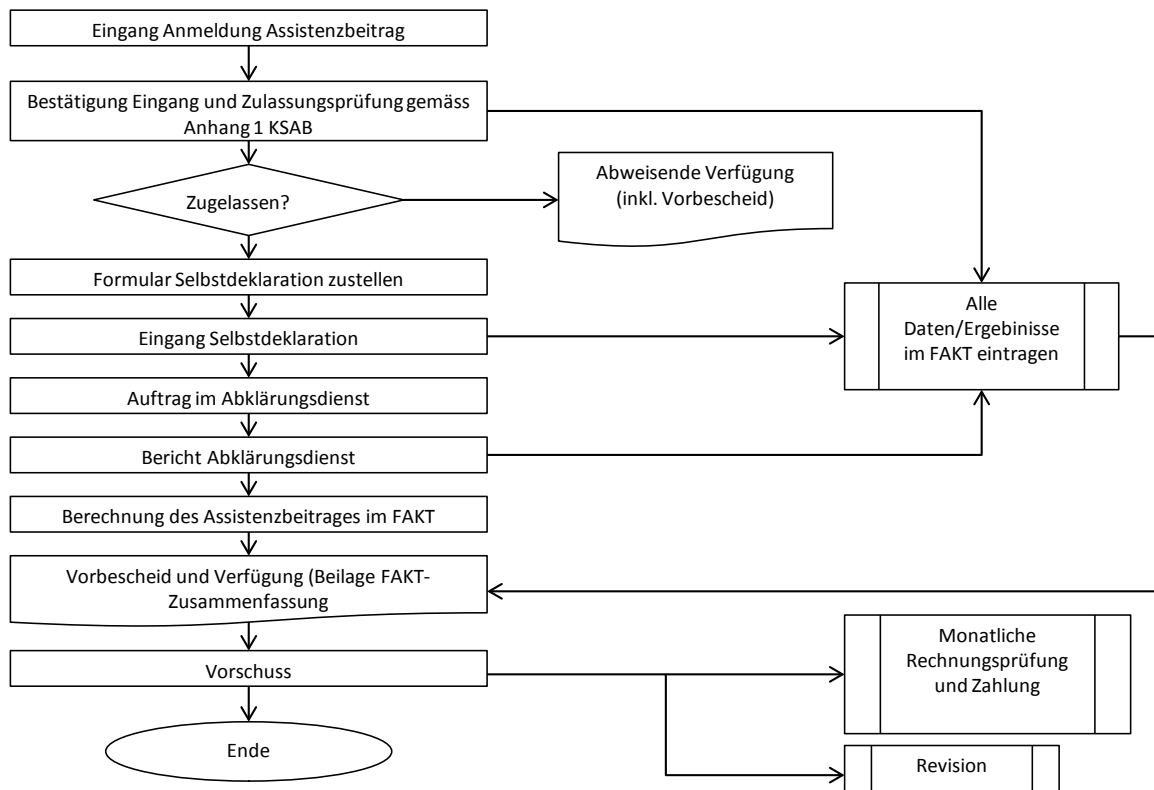 Eingang Anmeldung Assistenzbeitrag
Bestätigung Eingang und Zulassungsprüfung gemäss
Anhang 1 KSAB
Zugelassen?
Abweisende Verfügung
(inkl. Vorbescheid)
Formular Selbstdeklaration zustellen
Eingang Selbstdeklaration
Alle
Daten/Ergebinisse
im FAKT eintragen
Auftrag im Abklärungsdienst
Bericht Abklärungsdienst
Berechnung des Assistenzbeitrages im FAKT
Vorbescheid und Verfügung (Beilage FAKT-
Zusammenfassung
Vorschuss
Monatliche
Rechnungsprüfung
und Zahlung
Ende
Revision